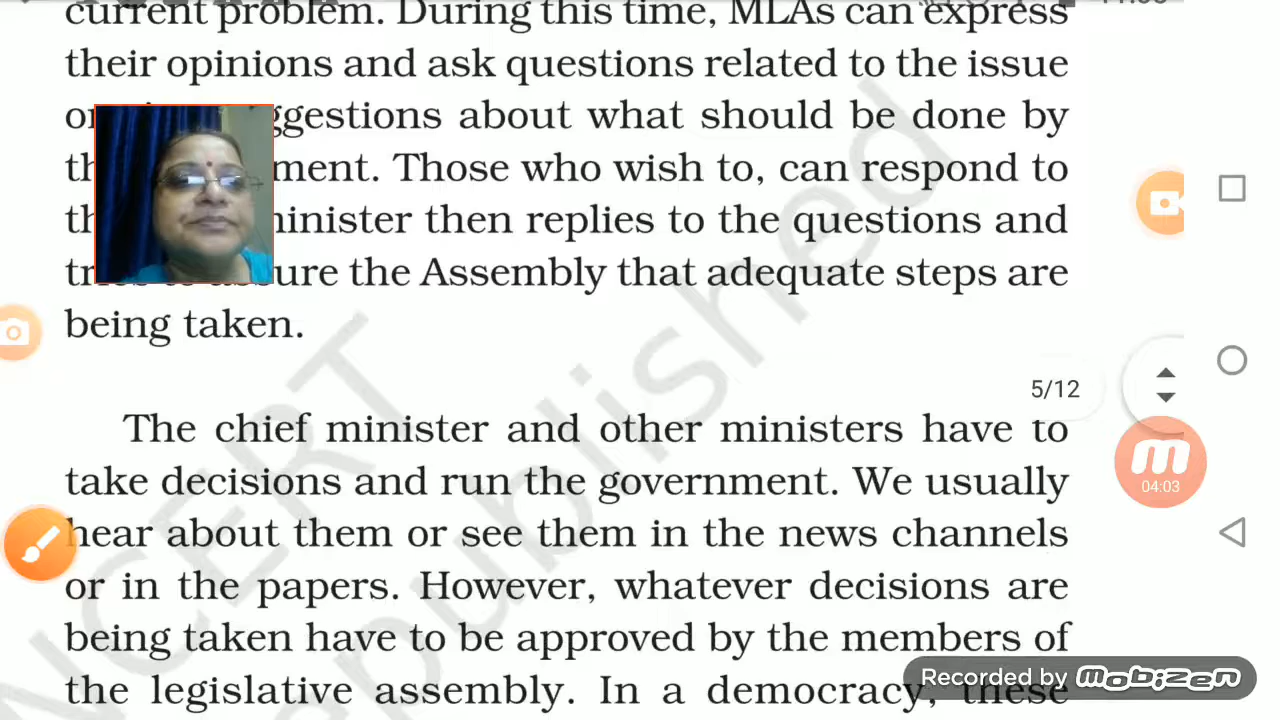 current problem. During this time, MLAs can express
their opinions and ask questions related to the issue
suggestions about what should be done by
Those who wish to, can respond to
minister then replies to the questions and
the Assembly that adequate steps are
being taken.
5/12
The chief minister and other ministers have to
take decisions and run the government. We usually
hear about them or see them in the news channels
or in the papers. However, whatever decisions are
being taken have to be approved by the members of
the legislative assembly. In a democracy, these
04:03
Recorded by mobizen
NCERT
republished